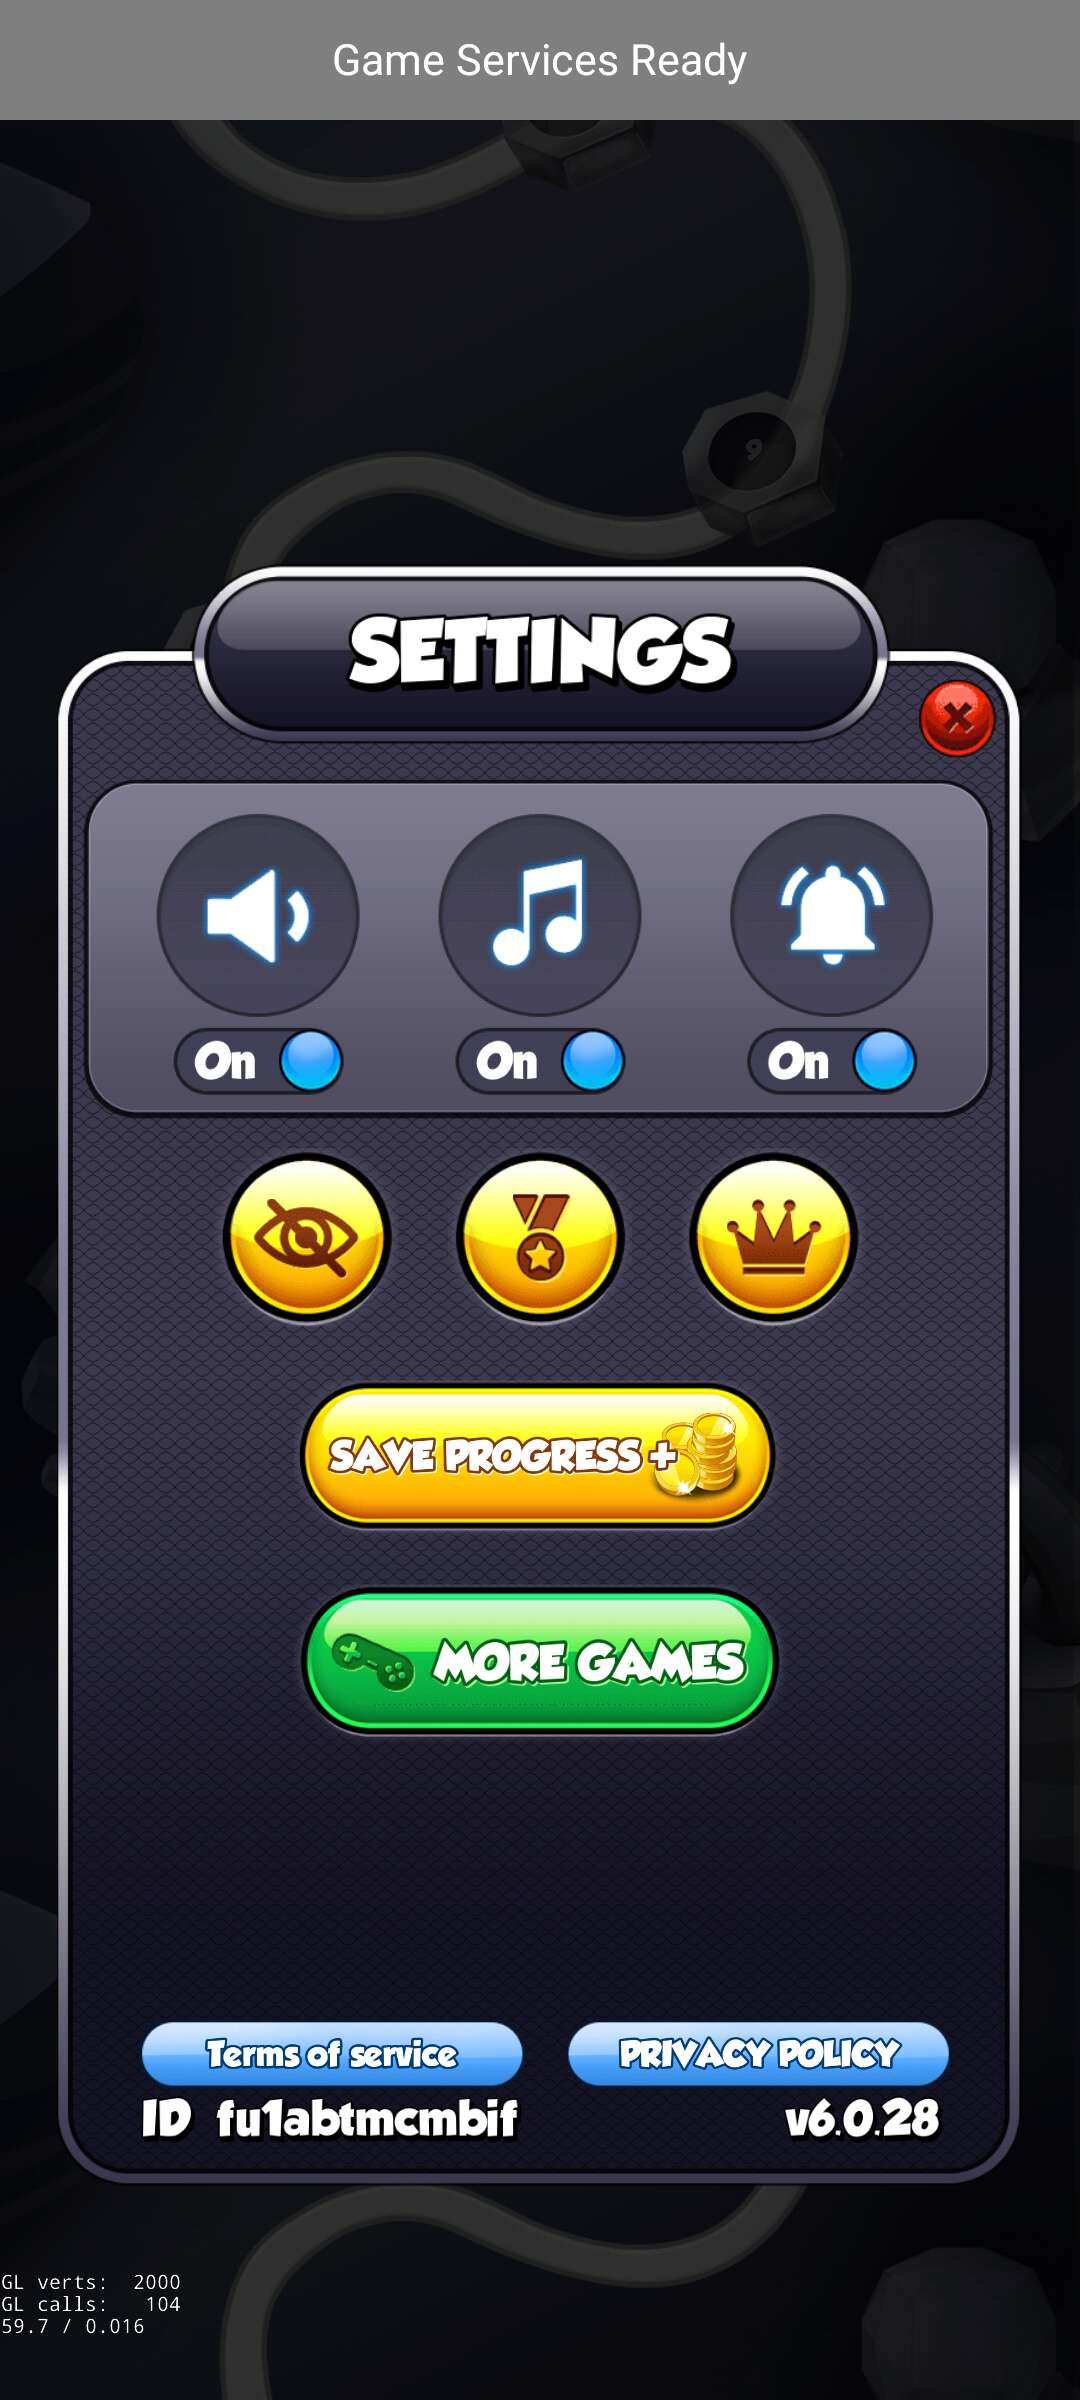 Game Services Ready
9
SETTINGS
On On On
SAVE PROGRESS +
MORE GAMES
Terms of service PRIVACY POLICY
ID fu1abtmcmbif v6.0.28
GL verts: 2000
GL calls: 104
59.7 / 0.016